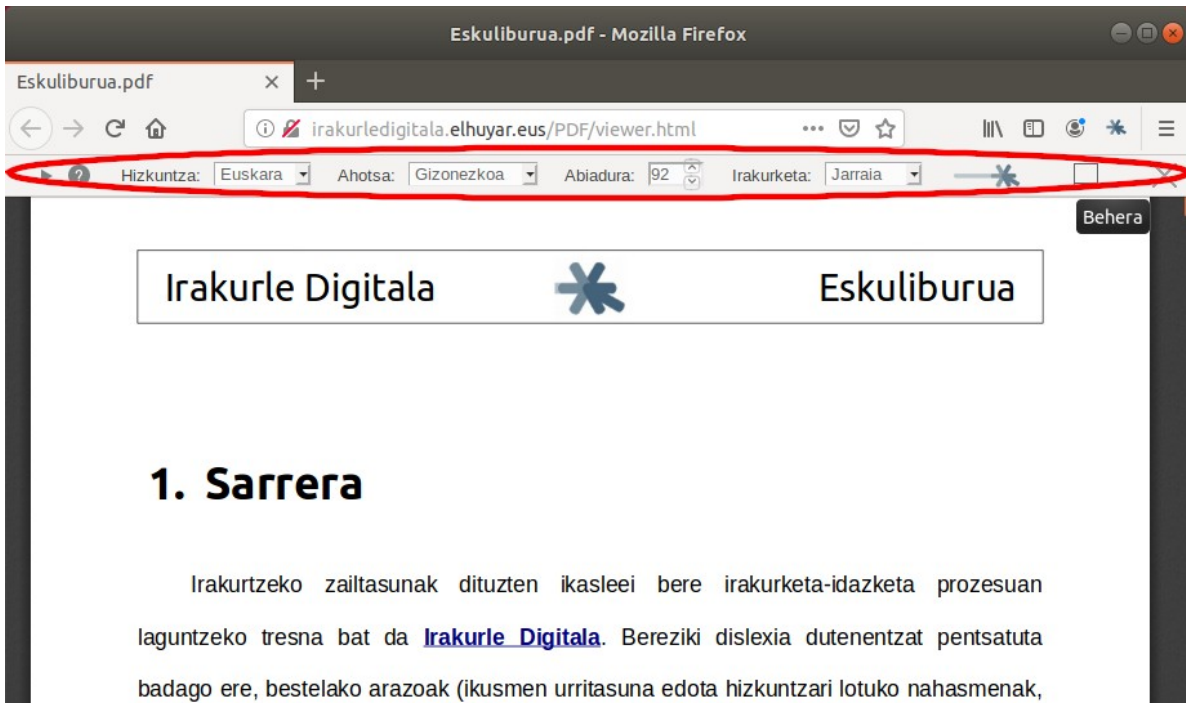 Eskuliburua.pdf - Mozilla Firefox
Eskuliburua.pdf
irakurledigitala.elhuyar.eus/PDF/viewer.html
Hizkuntza: Euskara Ahotsa: Gizonezkoa Abiadura: 92 Irakurketa: Jarraia
Behera
Irakurle Digitala Eskuliburua
1. Sarrera
Irakurtzeko zailtasunak dituzten ikasleei bere irakurketa-idazketa prozesuan
laguntzeko tresna bat da Irakurle Digitala. Bereziki dislexia dutenentzat pentsatuta
badago ere, bestelako arazoak (ikusmen urritasuna edota hizkuntzari lotuko nahasmenak,